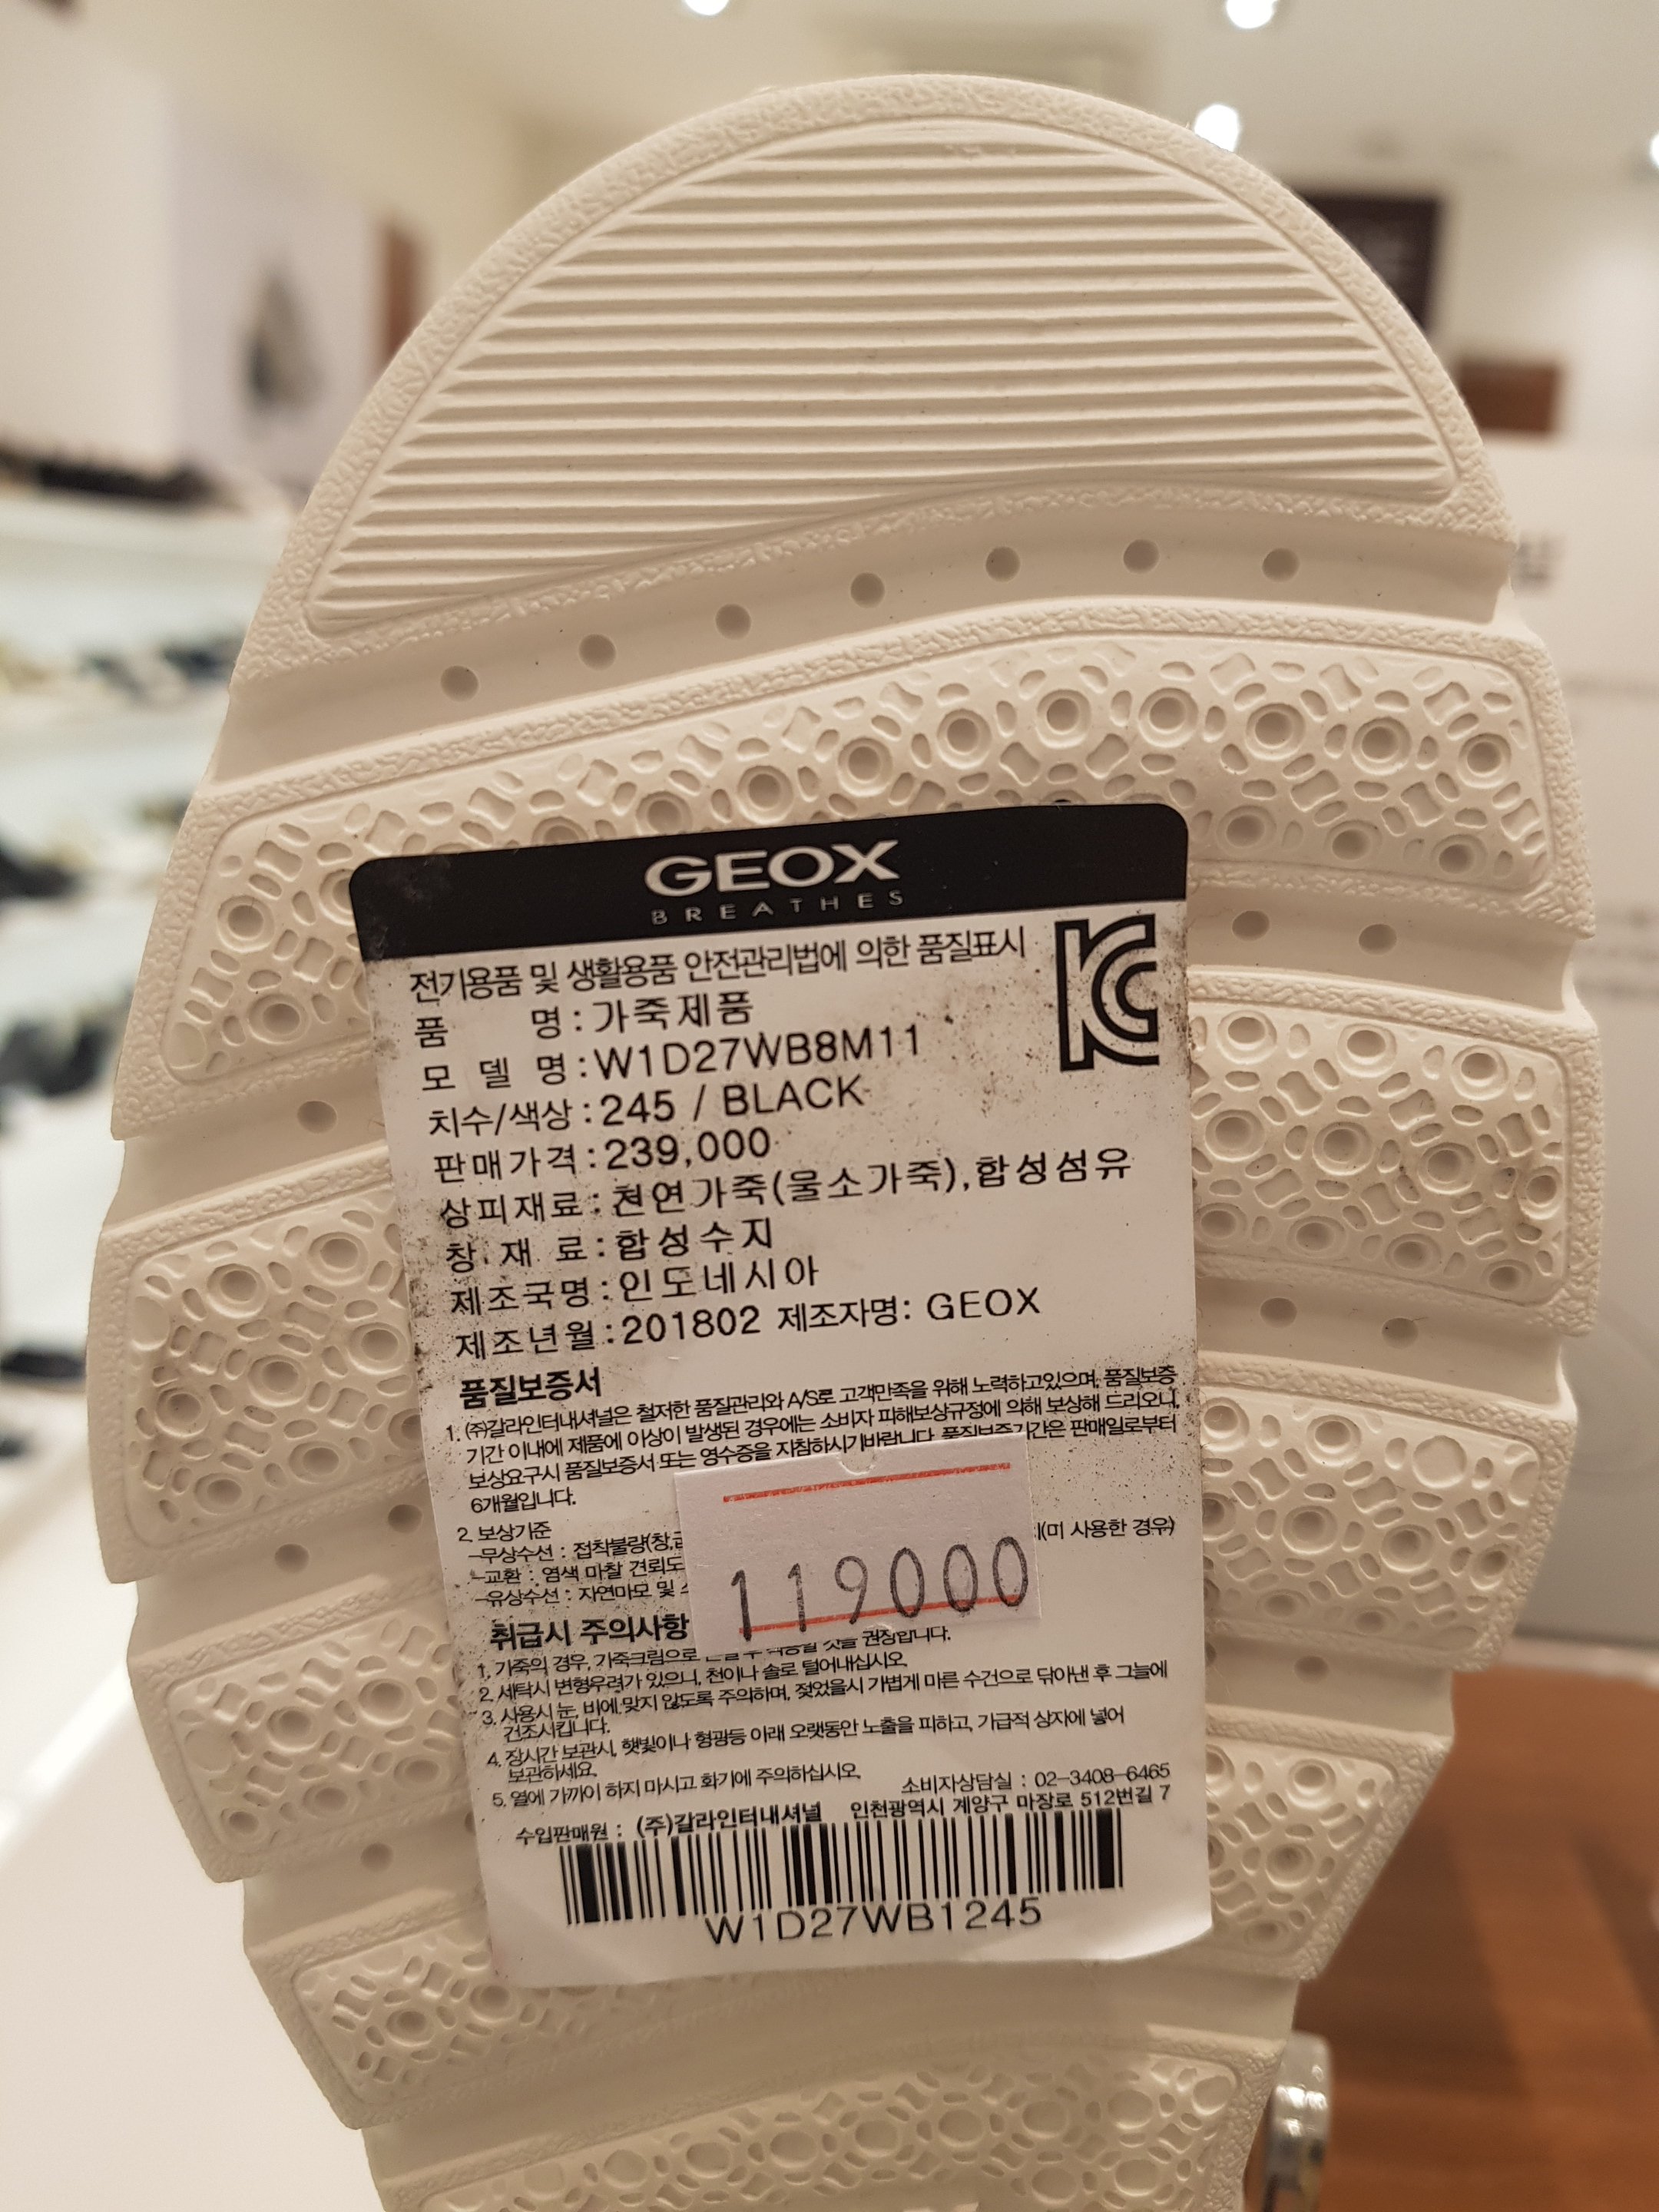 GEOX
BREATHES
전기용품 및 생활용품 안전관리법에 의한 품질표시
품 명 : 가죽제품
모 델 명 : W1D27WB8M11
치수/색상 : 245 / BLACK
판매가격 : 239,000
상피재료 : 천연가죽(물소가죽),합성섬유
창 재 료 : 합성수지
제조국명 : 인도네시아
제조년월 : 201802 제조자명: GEOX
품질보증서
1. ㈜갈라인터내셔널은 철저한 품질관리와 A/S로 고객만족을 위해 노력하고있으며, 품질보증
기간 이내에 제품에 이상이 발생된 경우에는 소비자 피해보상규정에 의해 보상해 드리오니,
보상요구시 품질보증서 또는 영수증을 지참하시기바랍니다. 품질보증기간은 판매일로부터
6개월입니다.
2. 보상기준
-무상수선 : 접착불량(창,굽 (미 사용한 경우)
-교환 : 염색 마찰 견뢰도
-유상수선 : 자연마모 및
119000
취급시 주의사항
1. 가죽의 경우, 가죽크림으로 것을 권장합니다.
2. 세탁시 변형우려가 있으니, 천이나 솔로 털어내십시오.
3. 사용시 눈, 비에 맞지 않도록 주의하며, 젖었을시 가볍게 마른 수건으로 닦아낸 후 그늘에
건조시킵니다.
4. 장시간 보관시, 햇빛이나 형광등 아래 오랫동안 노출을 피하고, 가급적 상자에 넣어
보관하세요.
5. 열에 가까이 하지 마시고 화기에 주의하십시오.
소비자상담실 : 02-3408-6465
수입판매원 : (주)갈라인터내셔널 인천광역시 계양구 마장로 512번길 7
W1D27WB1245